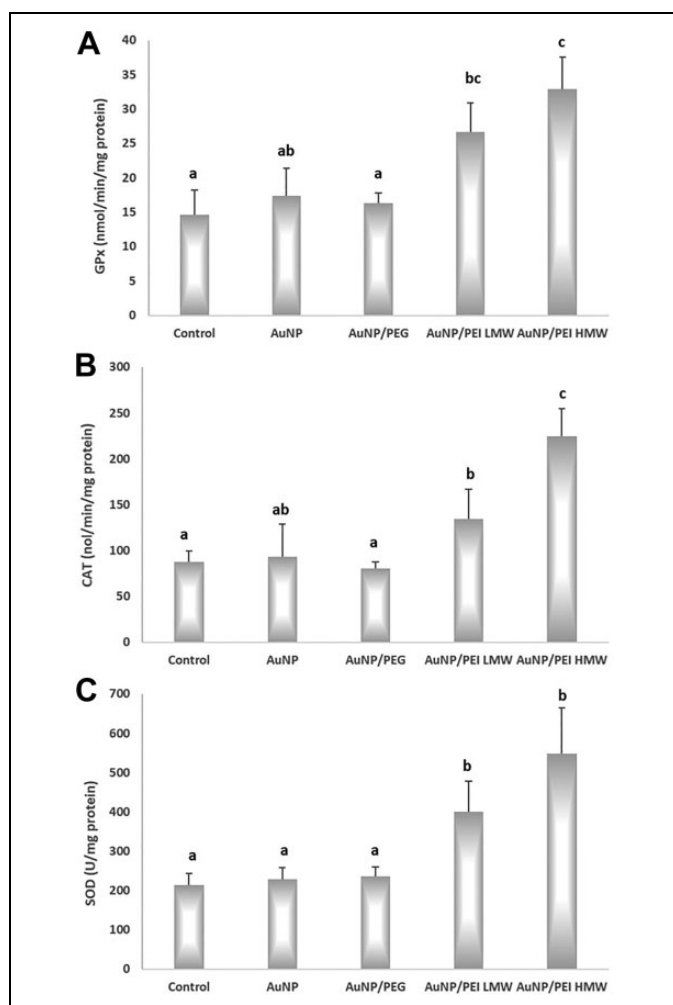 A
GPx (nmol/min/mg protein)
40
35
30
25
20
15
10
5
0
a
ab
a
bc
c
Control AuNP AuNP/PEG AuNP/PEI LMW AuNP/PEI HMW
B
CAT (nol/min/mg protein)
300
250
200
150
100
50
0
a
ab
a
b
c
Control AuNP AuNP/PEG AuNP/PEI LMW AuNP/PEI HMW
C
SOD (U/mg protein)
700
600
500
400
300
200
100
0
a
a
a
b
b
Control AuNP AuNP/PEG AuNP/PEI LMW AuNP/PEI HMW